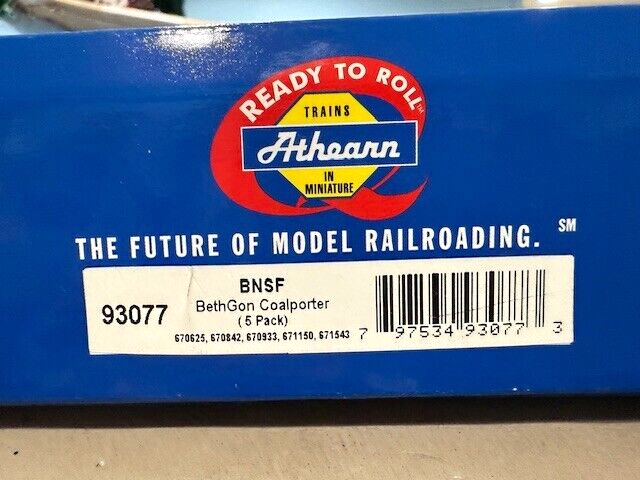 READY TO ROLL™
TRAINS
Athearn
IN
MINIATURE
THE FUTURE OF MODEL RAILROADING. SM
93077
BNSF
BethGon Coalporter
(5 Pack)
670625, 670842, 670933, 671150, 671543
7 97534 93077 3